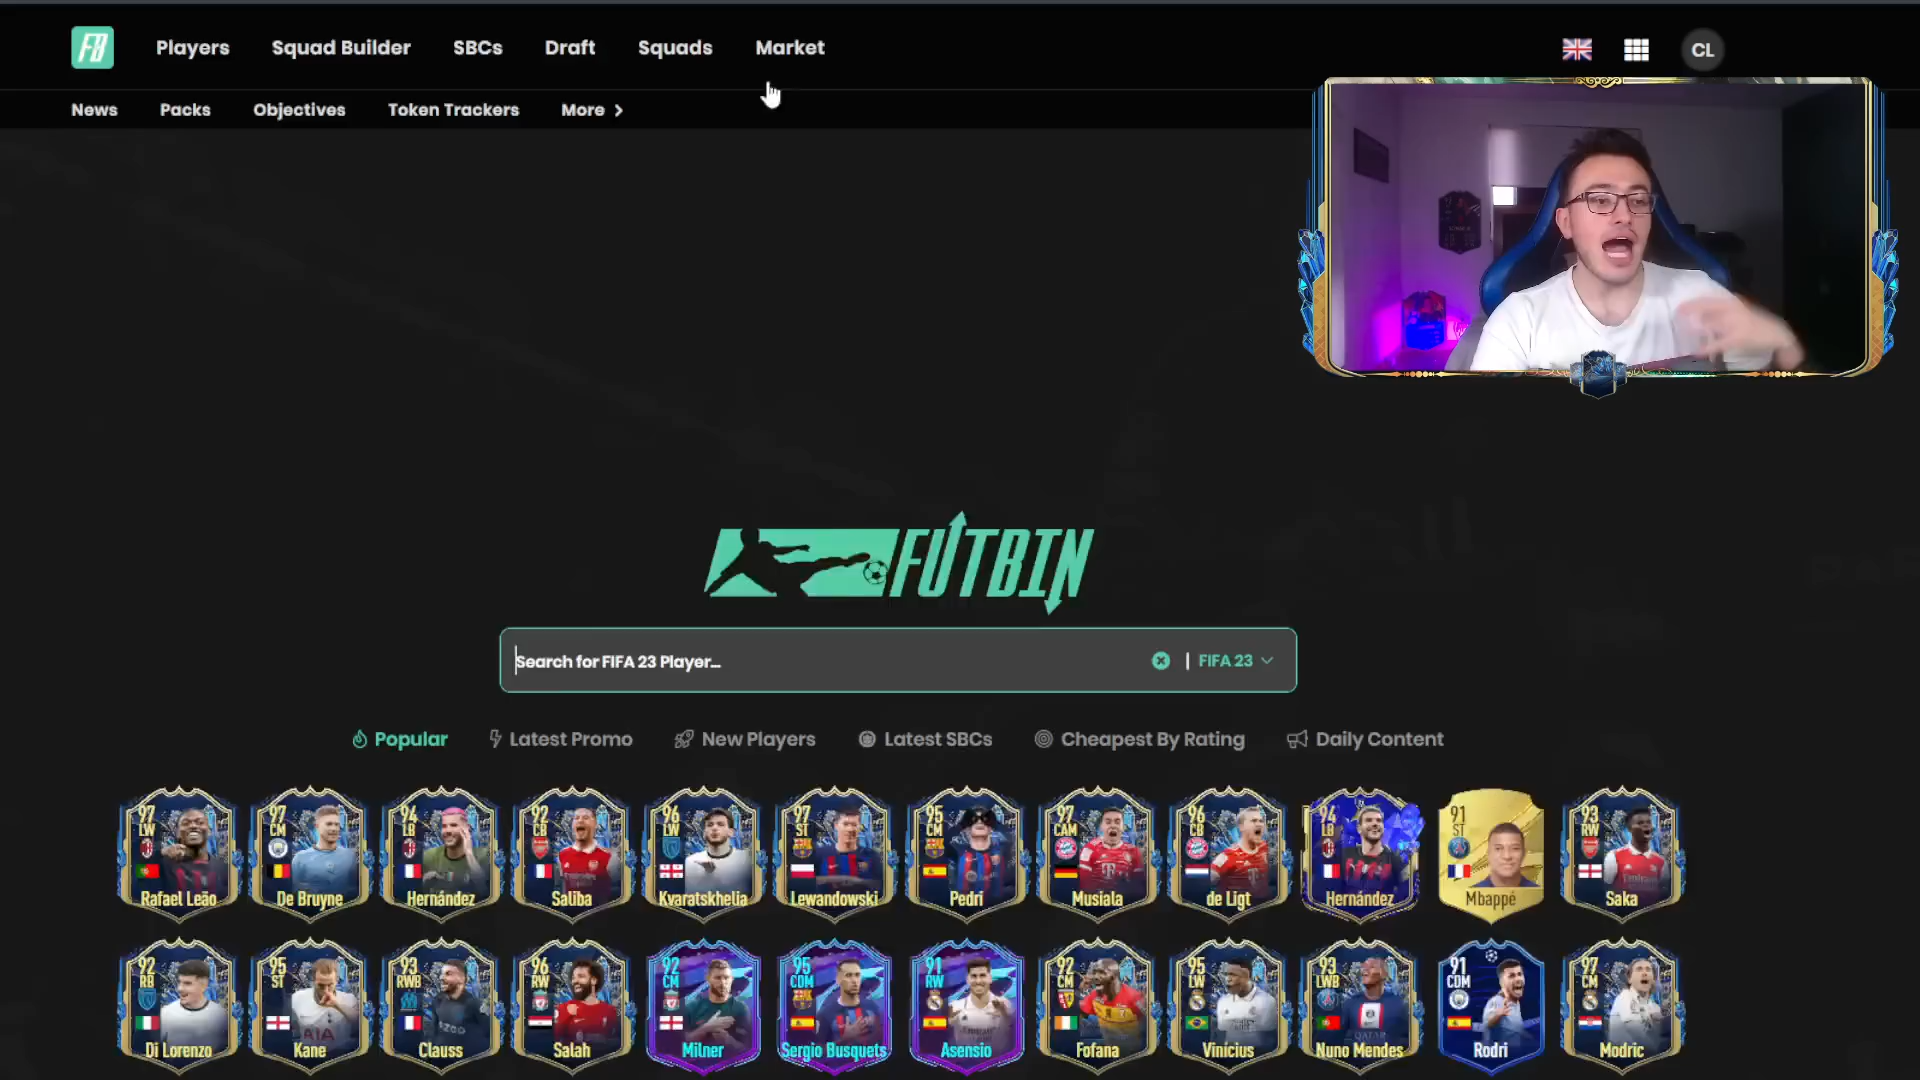 FB Players Squad Builder SBCs Draft Squads Market CL
News Packs Objectives Token Trackers More
FUTBIN
Search for FIFA 23 Player... | FIFA 23
Popular Latest Promo New Players Latest SBCs Cheapest By Rating Daily Content
97 97 94 92 96 97 95 97 96 94 91 93
LW CM LB CB LW ST CM CAM CB LB ST RW
Rafael Leão De Bruyne Hernández Saliba Kvaratskhelia Lewandowski Pedri Musiala de Ligt Hernández Mbappé Saka
92 95 93 96 92 95 91 92 95 93 91 97
RB ST RWB RW CM CDM RW CM LW LWB CDM CM
Di Lorenzo Kane Clauss Salah Milner Sergio Busquets Asensio Fofana Vinícius Nuno Mendes Rodri Modric